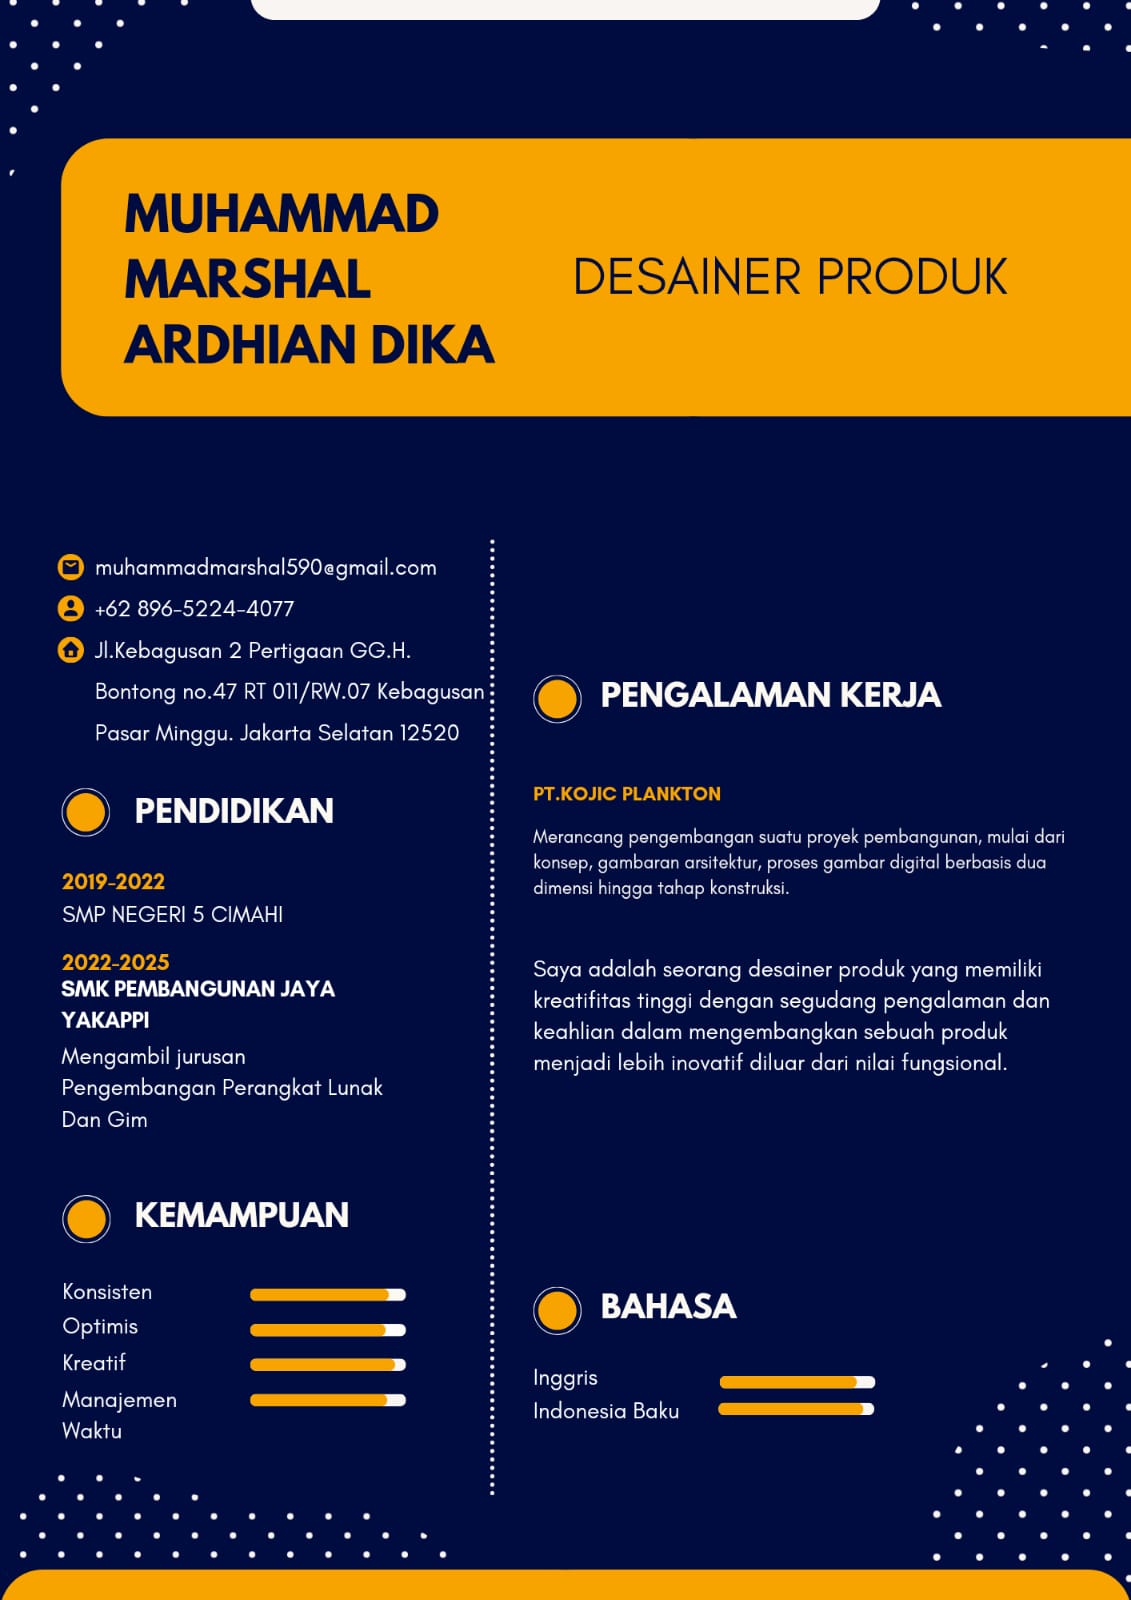 MUHAMMAD
MARSHAL
ARDHIAN DIKA
DESAINER PRODUK
muhammadmarshal590@gmail.com
+62 896-5224-4077
Jl.Kebagusan 2 Pertigaan GG.H.
Bontong no.47 RT 011/RW.07 Kebagusan
Pasar Minggu. Jakarta Selatan 12520
PENDIDIKAN
2019-2022
SMP NEGERI 5 CIMAHI
2022-2025
SMK PEMBANGUNAN JAYA
YAKAPPI
Mengambil jurusan
Pengembangan Perangkat Lunak
Dan Gim
KEMAMPUAN
Konsisten
Optimis
Kreatif
Manajemen
Waktu
PENGALAMAN KERJA
PT.KOJIC PLANKTON
Merancang pengembangan suatu proyek pembangunan, mulai dari
konsep, gambaran arsitektur, proses gambar digital berbasis dua
dimensi hingga tahap konstruksi.
Saya adalah seorang desainer produk yang memiliki
kreatifitas tinggi dengan segudang pengalaman dan
keahlian dalam mengembangkan sebuah produk
menjadi lebih inovatif diluar dari nilai fungsional.
BAHASA
Inggris
Indonesia Baku